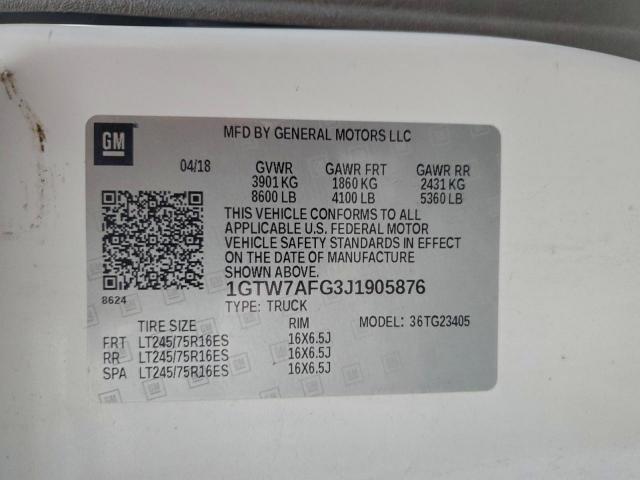 GM
MFD BY GENERAL MOTORS LLC
04/18 GVWR GAWR FRT GAWR RR
3901 KG 1860 KG 2431 KG
8600 LB 4100 LB 5360 LB
THIS VEHICLE CONFORMS TO ALL
APPLICABLE U.S. FEDERAL MOTOR
VEHICLE SAFETY STANDARDS IN EFFECT
ON THE DATE OF MANUFACTURE
SHOWN ABOVE.
8624
1GTW7AFG3J1905876
TYPE: TRUCK
TIRE SIZE RIM MODEL: 36TG23405
FRT LT245/75R16ES 16X6.5J
RR LT245/75R16ES 16X6.5J
SPA LT245/75R16ES 16X6.5J